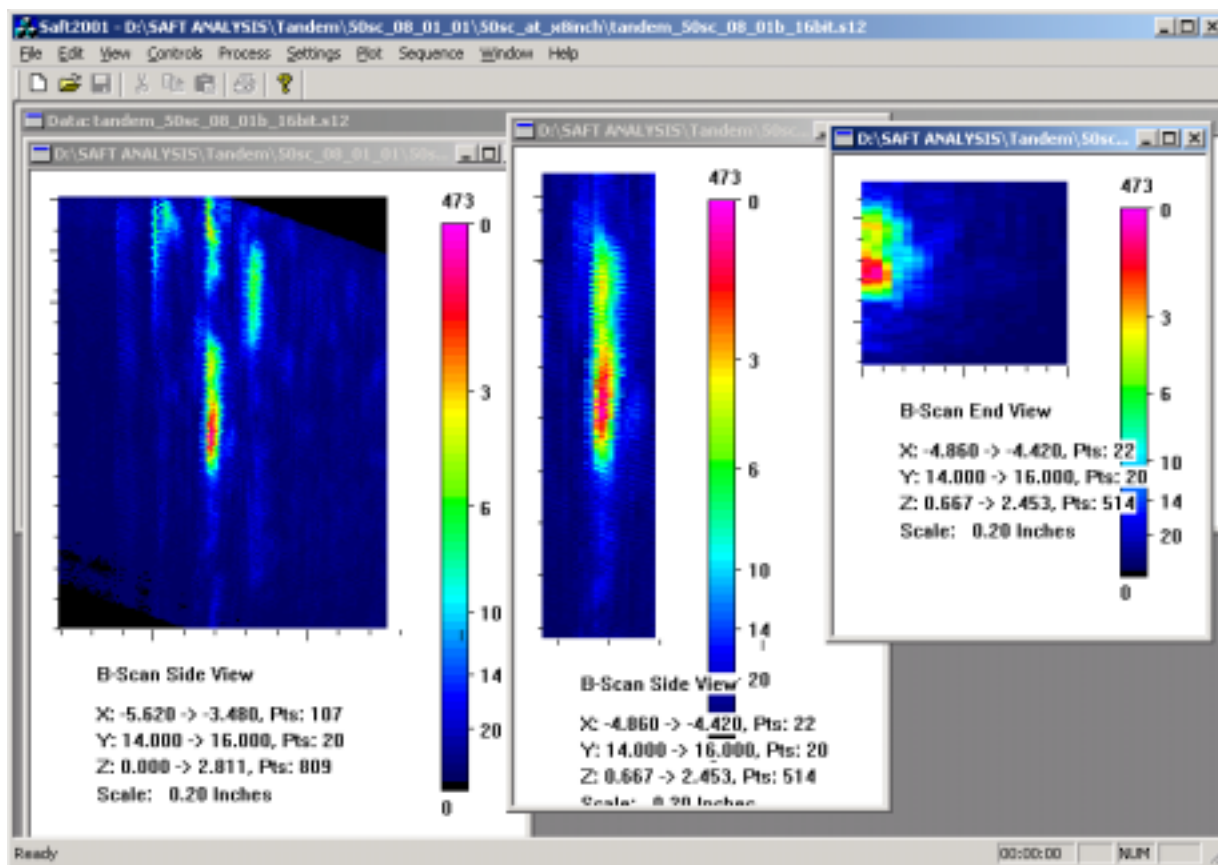 Saft2001 - D:\SAFT ANALYSIS\Tandem\50sc_08_01_01\50sc_at_x8inch\tandem_50sc_08_01b_16bit.s12
File Edit View Controls Process Settings Plot Sequence Window Help
Data: tandem_50sc_08_01b_16bit.s12
D:\SAFT ANALYSIS\Tandem\50sc_08_01_01\50s...
473
0
3
6
10
14
20
0
B-Scan Side View
X: -5.620 -> -3.480, Pts: 107
Y: 14.000 -> 16.000, Pts: 20
Z: 0.000 -> 2.811, Pts: 809
Scale: 0.20 Inches
D:\SAFT ANALYSIS\Tandem\50sc...
473
0
3
6
10
14
20
B-Scan Side View
X: -4.860 -> -4.420, Pts: 22
Y: 14.000 -> 16.000, Pts: 20
Z: 0.667 -> 2.453, Pts: 514
Scale: 0.20 Inches
D:\SAFT ANALYSIS\Tandem\50sc...
473
0
3
6
10
14
20
0
B-Scan End View
X: -4.860 -> -4.420, Pts: 22
Y: 14.000 -> 16.000, Pts: 20
Z: 0.667 -> 2.453, Pts: 514
Scale: 0.20 Inches
Ready
00:00:00
NUM